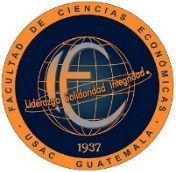 FACULTAD DE CIENCIAS ECONÓMICAS
Liderazgo Solidaridad Integridad
1937
USAC GUATEMALA